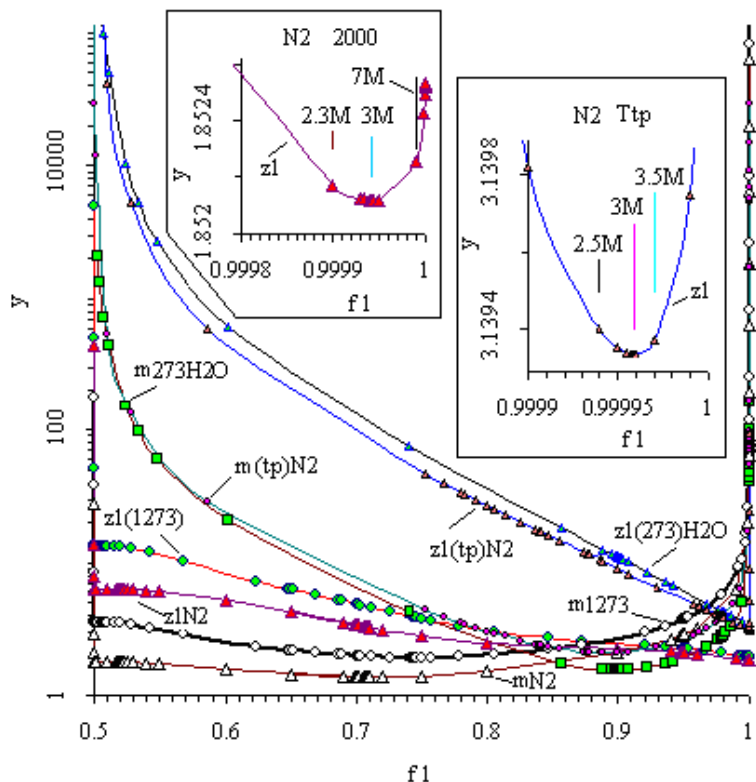 N2 2000
7M
2.3M 3M
1.8524
z1
y
1.852
0.9998 0.9999 1
f1
N2 Ttp
3.1398
3.5M
3M
2.5M
y
z1
3.1394
0.9999 0.99995 1
f1
y
10000
100
1
m273H2O
m(tp)N2
z1(1273)
z1(tp)N2
z1(273)H2O
z1N2
m1273
mN2
0.5 0.6 0.7 0.8 0.9 1
f1